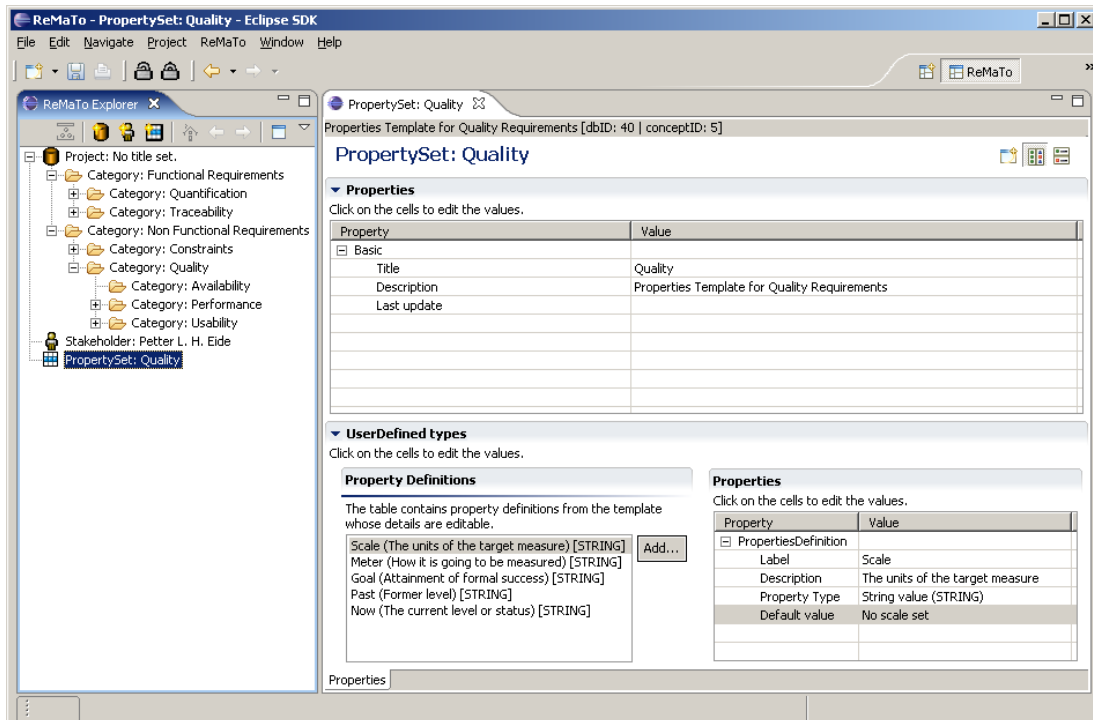 ReMaTo - PropertySet: Quality - Eclipse SDK
File Edit Navigate Project ReMaTo Window Help
ReMaTo
ReMaTo Explorer
Project: No title set.
Category: Functional Requirements
Category: Quantification
Category: Traceability
Category: Non Functional Requirements
Category: Constraints
Category: Quality
Category: Availability
Category: Performance
Category: Usability
Stakeholder: Petter L. H. Eide
PropertySet: Quality
PropertySet: Quality
Properties Template for Quality Requirements [dbID: 40 | conceptID: 5]
PropertySet: Quality
Properties
Click on the cells to edit the values.
Property Value
Basic
Title Quality
Description Properties Template for Quality Requirements
Last update
UserDefined types
Click on the cells to edit the values.
Property Definitions
The table contains property definitions from the template
whose details are editable.
Scale (The units of the target measure) [STRING]
Meter (How it is going to be measured) [STRING]
Goal (Attainment of formal success) [STRING]
Past (Former level) [STRING]
Now (The current level or status) [STRING]
Add...
Properties
Click on the cells to edit the values.
Property Value
PropertiesDefinition
Label Scale
Description The units of the target measure
Property Type String value (STRING)
Default value No scale set
Properties